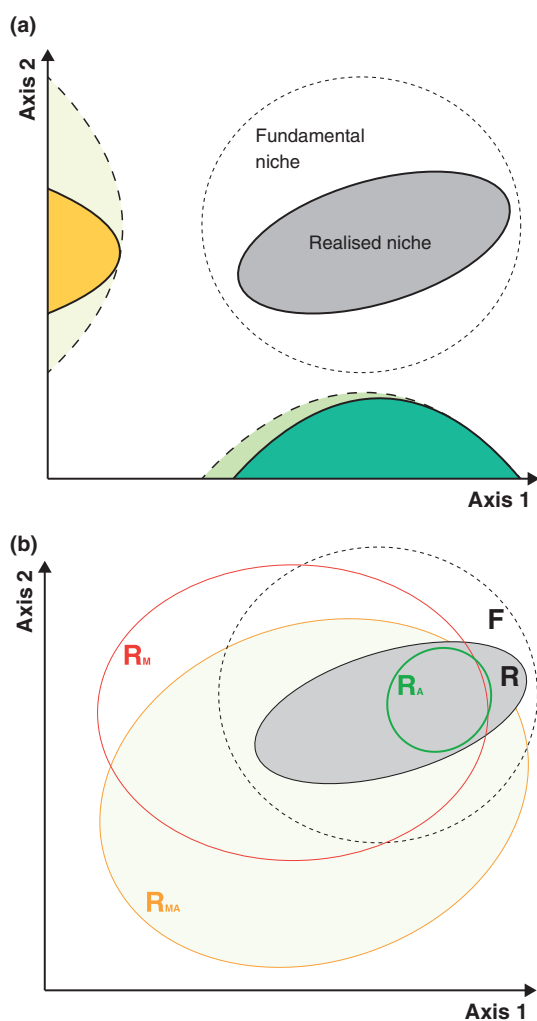 (a)
Axis 2
Fundamental
niche
Realised niche
Axis 1
(b)
Axis 2
F
RM
R
RA
RMA
Axis 1